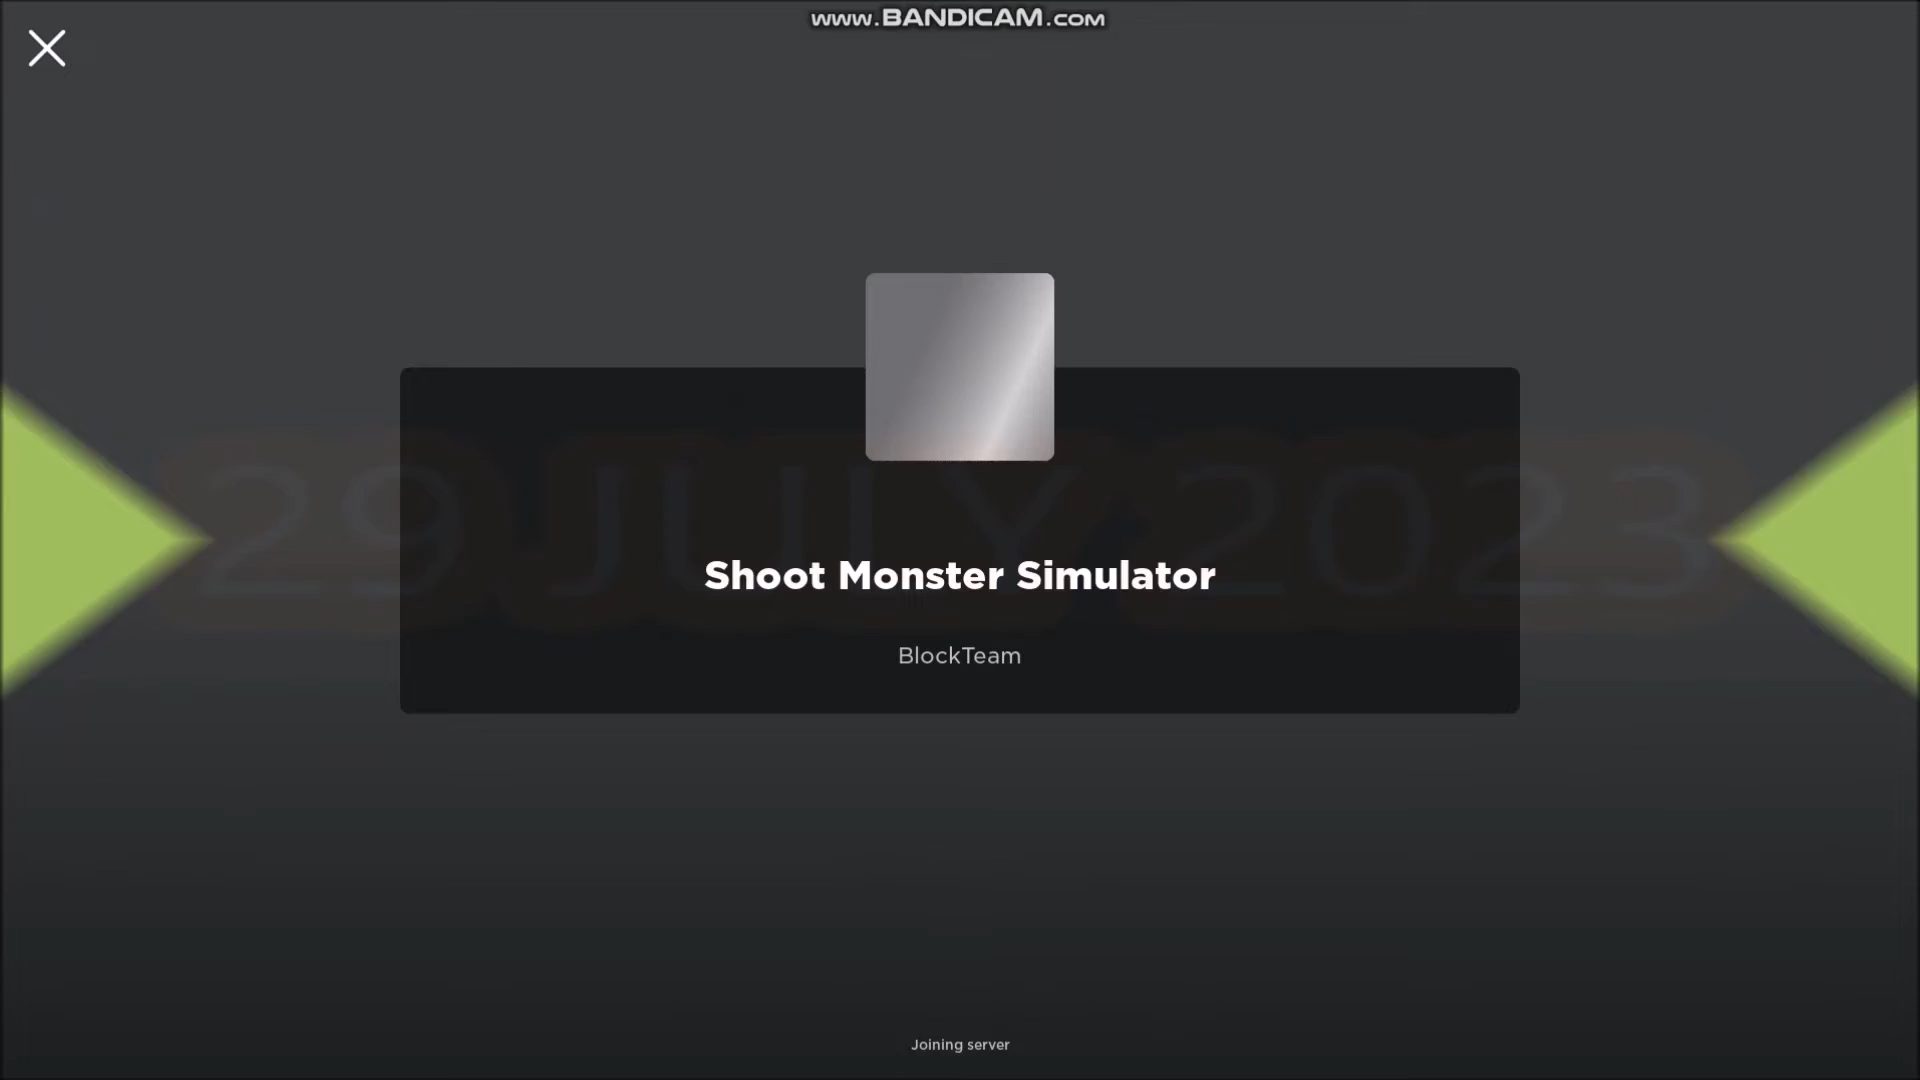 www.BANDICAM.com
29 JULY 2023
Shoot Monster Simulator
BlockTeam
Joining server